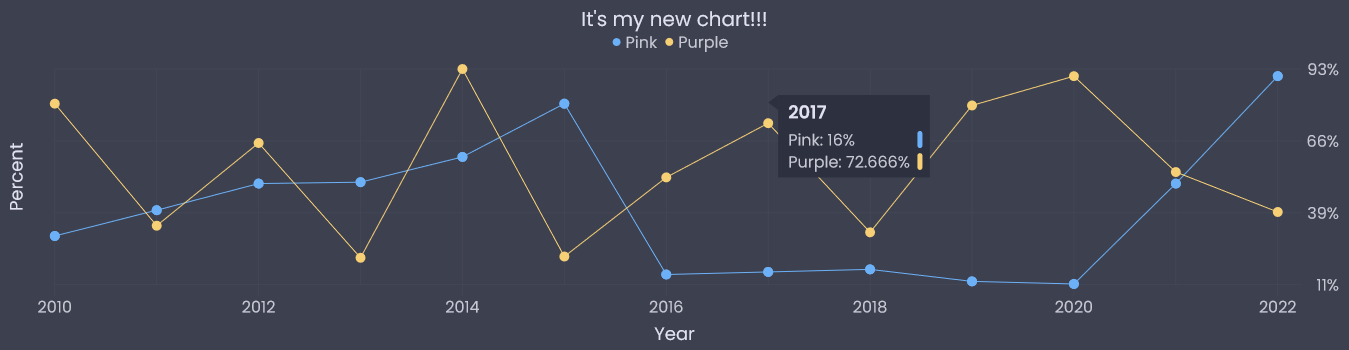 It's my new chart!!!
Pink Purple
93%
2017
Pink: 16%
66%
Purple: 72.666%
Percent
39%
11%
2010 2012 2014 2016 2018 2020 2022
Year